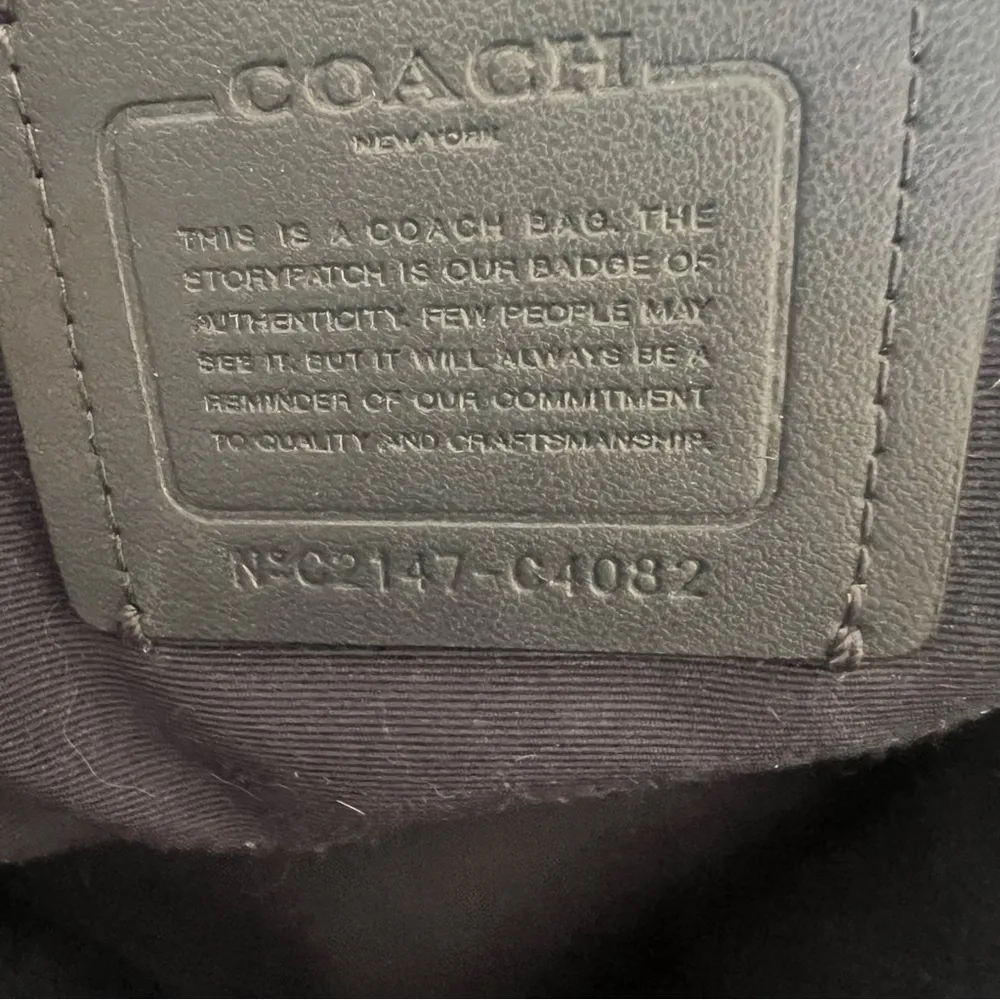 COACH
NEW YORK
THIS IS A COACH BAG. THE
STORYPATCH IS OUR BADGE OF
AUTHENTICITY. FEW PEOPLE MAY
SEE IT. BUT IT WILL ALWAYS BE A
REMINDER OF OUR COMMITMENT
TO QUALITY AND CRAFTSMANSHIP.
Nº C2147-C4082